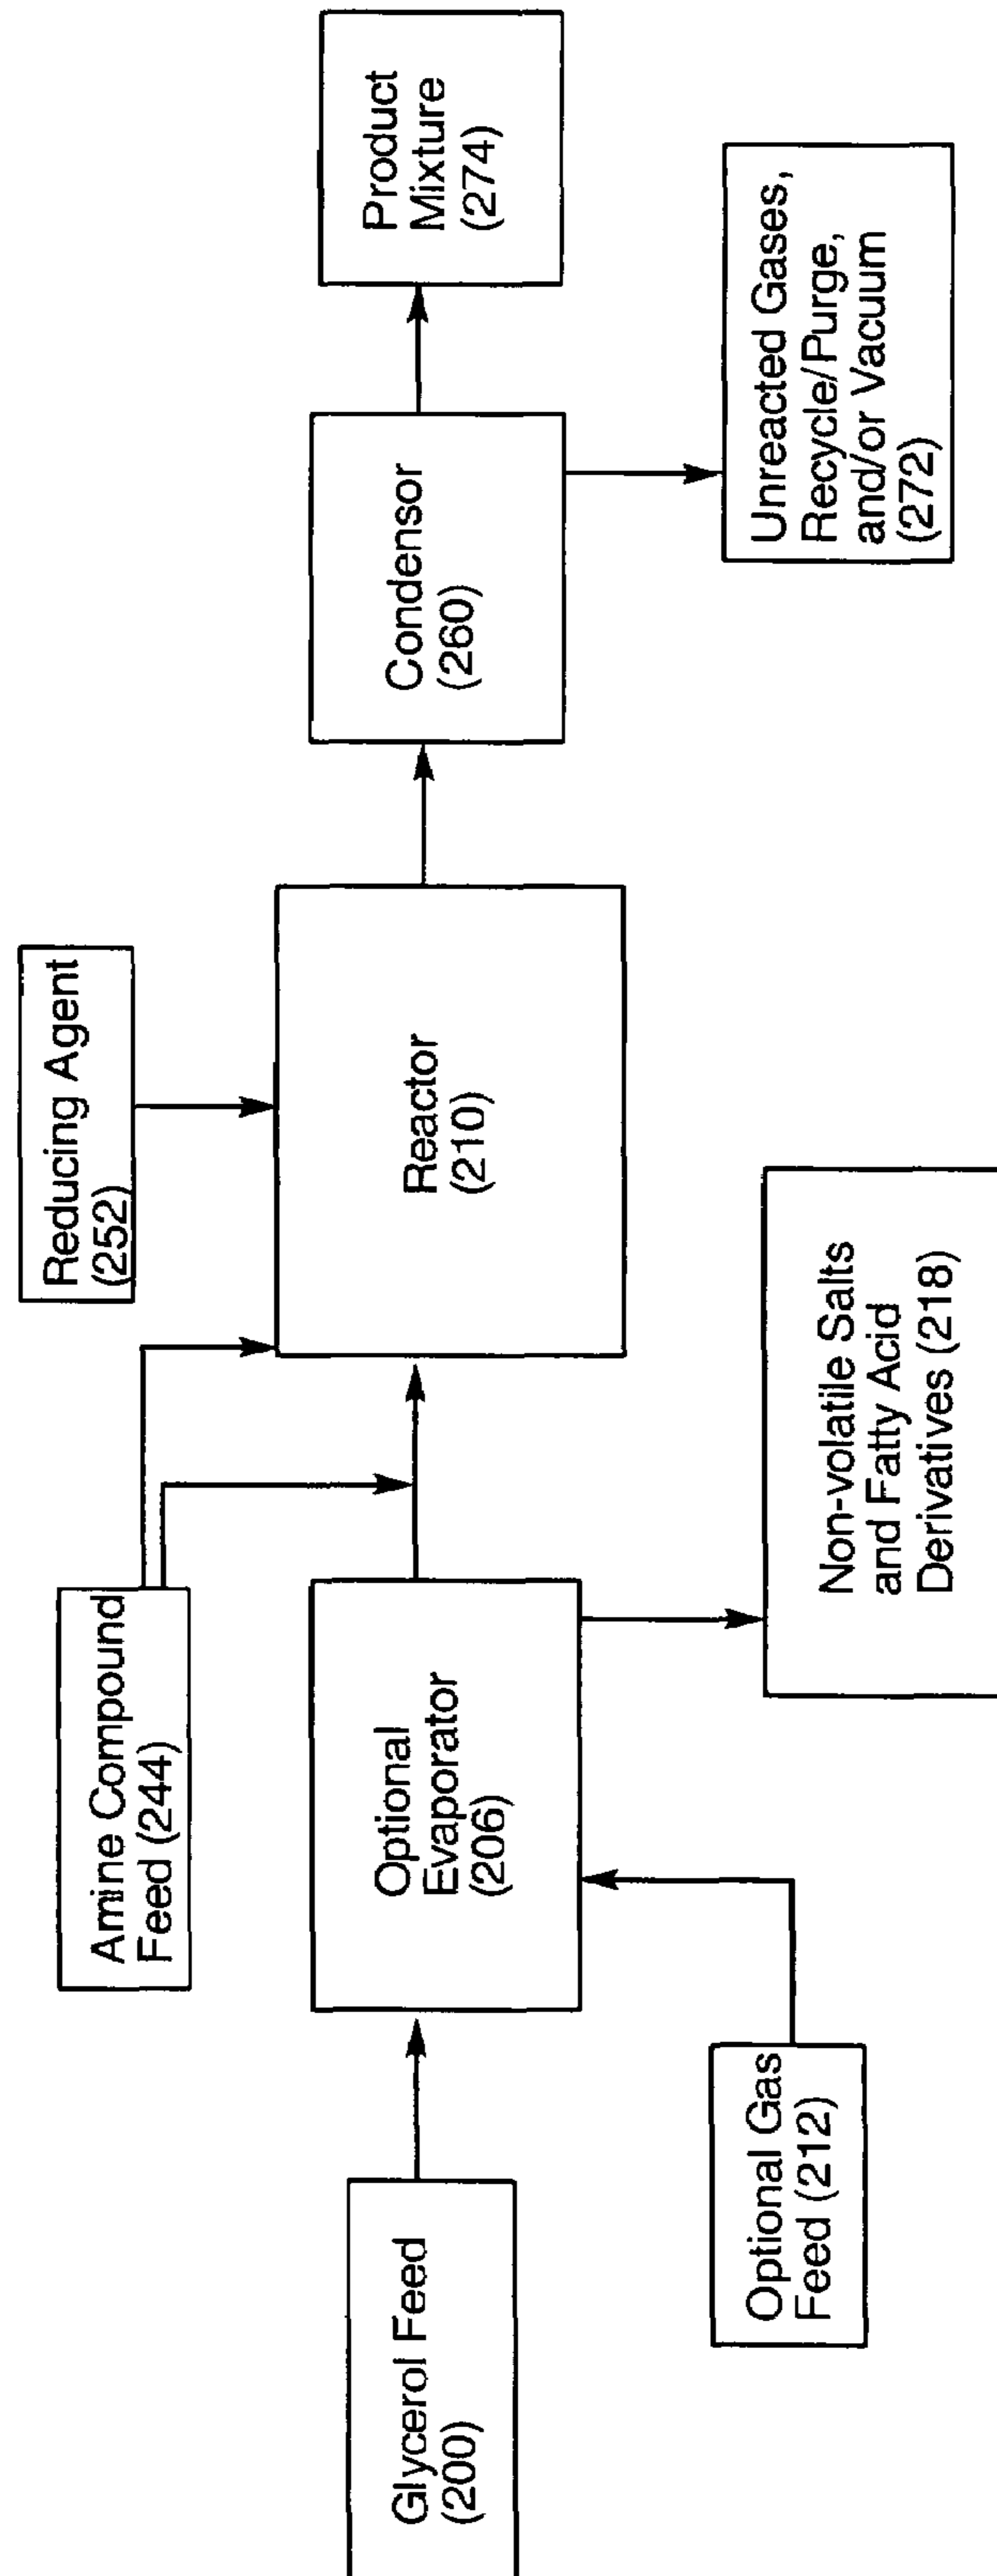 Glycerol Feed
(200)
Optional Gas
Feed (212)
Optional
Evaporator
(206)
Amine Compound
Feed (244)
Non-volatile Salts
and Fatty Acid
Derivatives (218)
Reducing Agent
(252)
Reactor
(210)
Condensor
(260)
Unreacted Gases,
Recycle/Purge,
and/or Vacuum
(272)
Product
Mixture
(274)